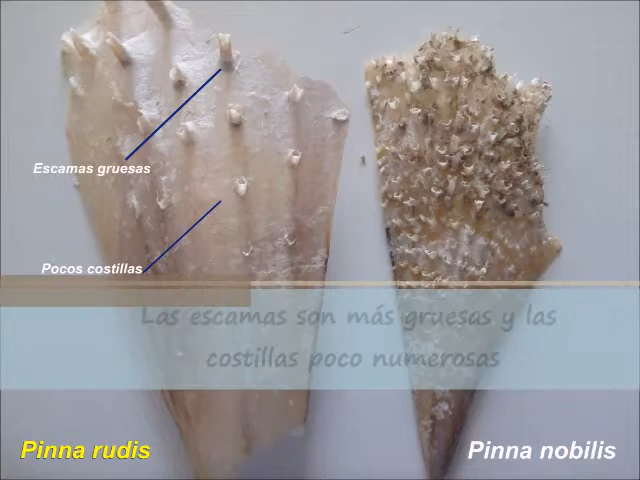 Escamas gruesas
Pocos costillas
Las escamas son más gruesas y las
costillas poco numerosas
Pinna rudis
Pinna nobilis